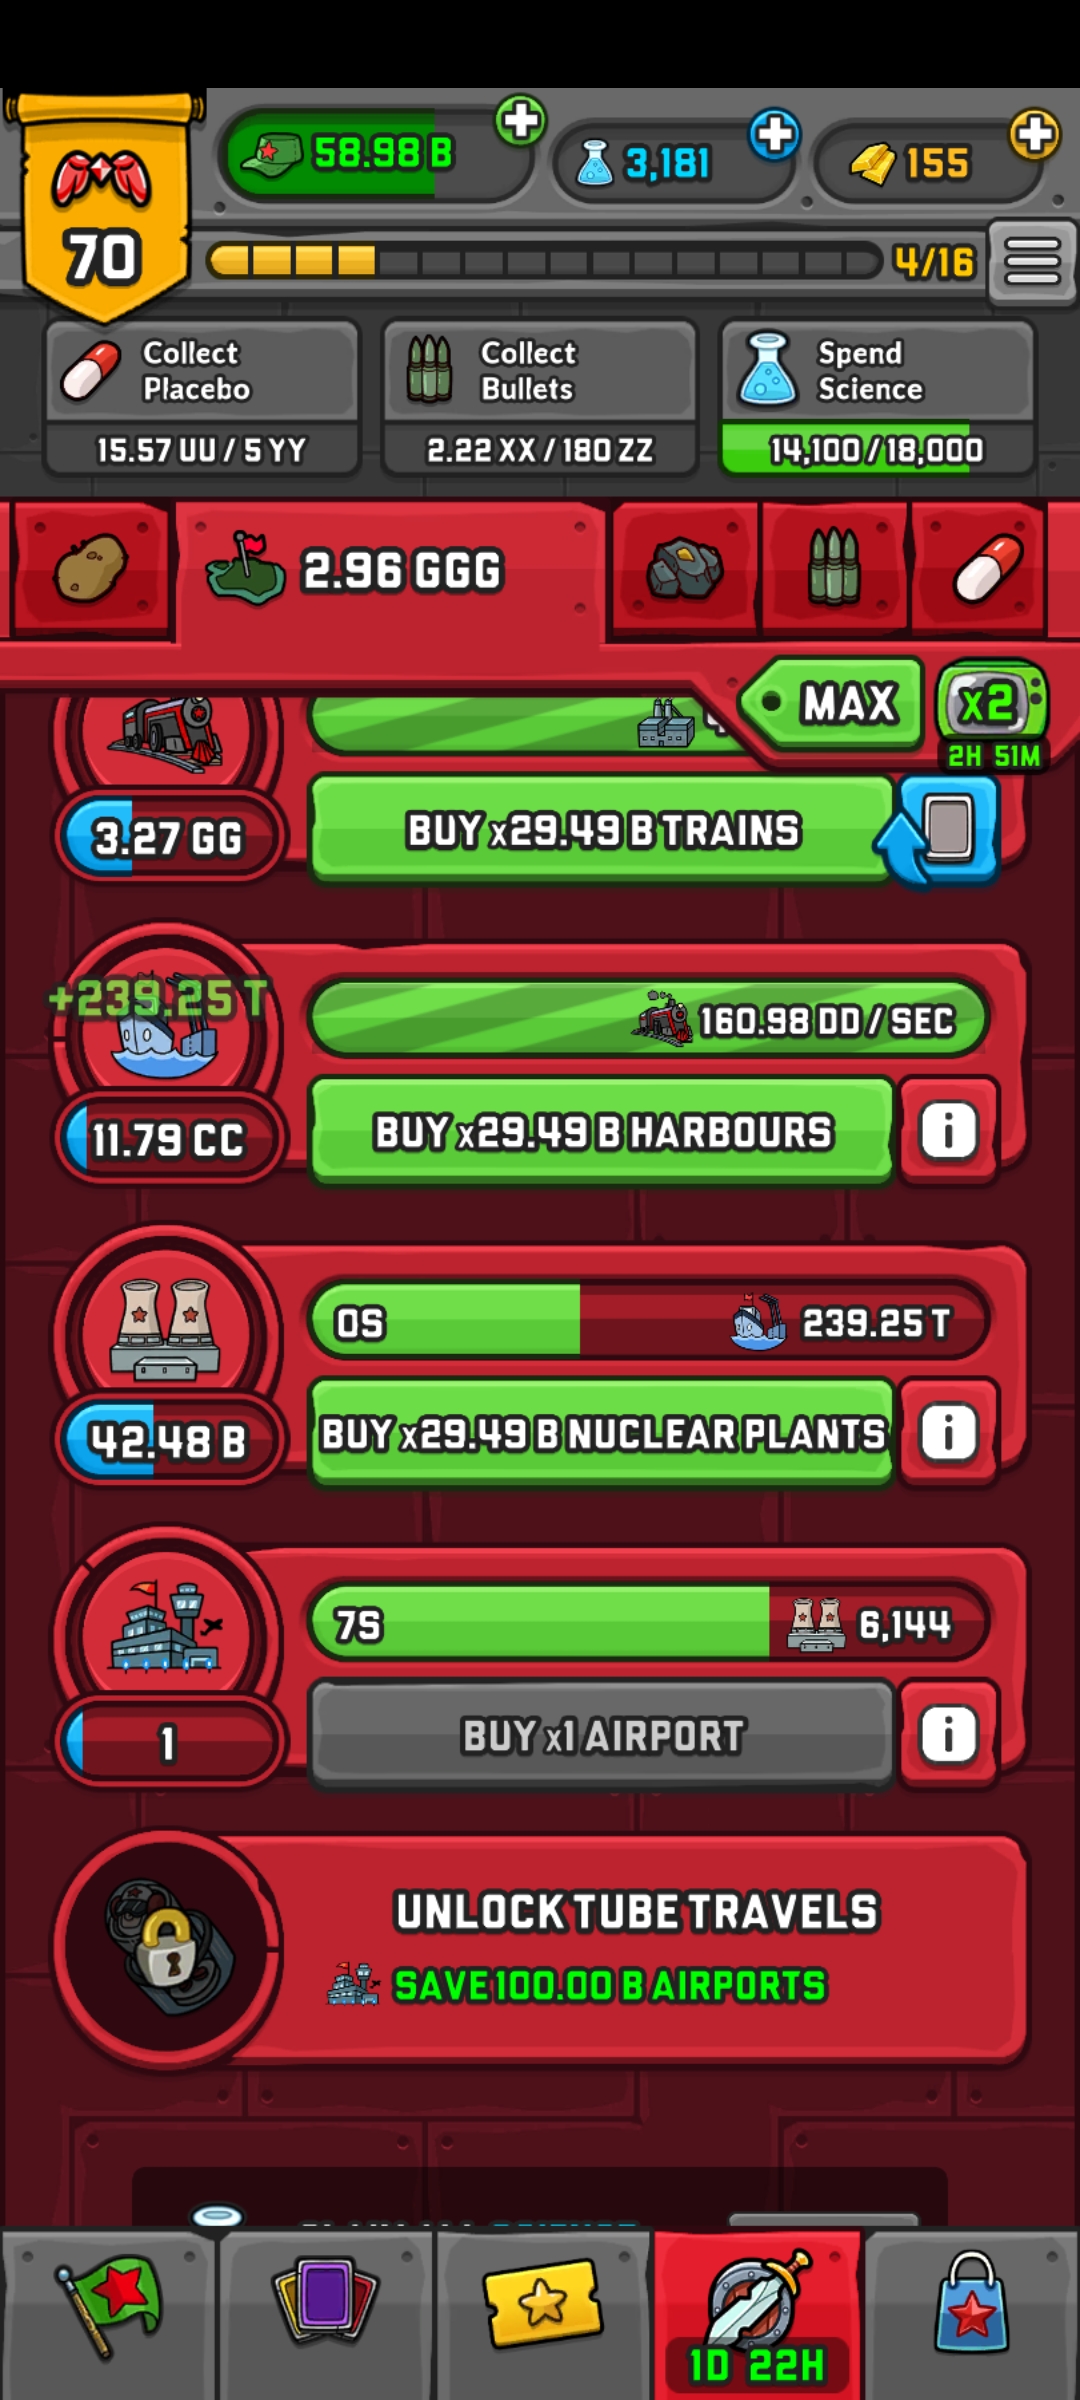 58.98 B
3,181
155
70
4/16
Collect
Placebo
15.57 UU / 5 YY
Collect
Bullets
2.22 XX / 180 ZZ
Spend
Science
14,100 / 18,000
2.96 GGG
MAX
x2
2H 51M
3.27 GG
BUY x29.49 B TRAINS
+239.25 T
160.98 DD / SEC
11.79 CC
BUY x29.49 B HARBOURS
0S
239.25 T
42.48 B
BUY x29.49 B NUCLEAR PLANTS
7S
6,144
1
BUY x1 AIRPORT
UNLOCK TUBE TRAVELS
SAVE 100.00 B AIRPORTS
1D 22H